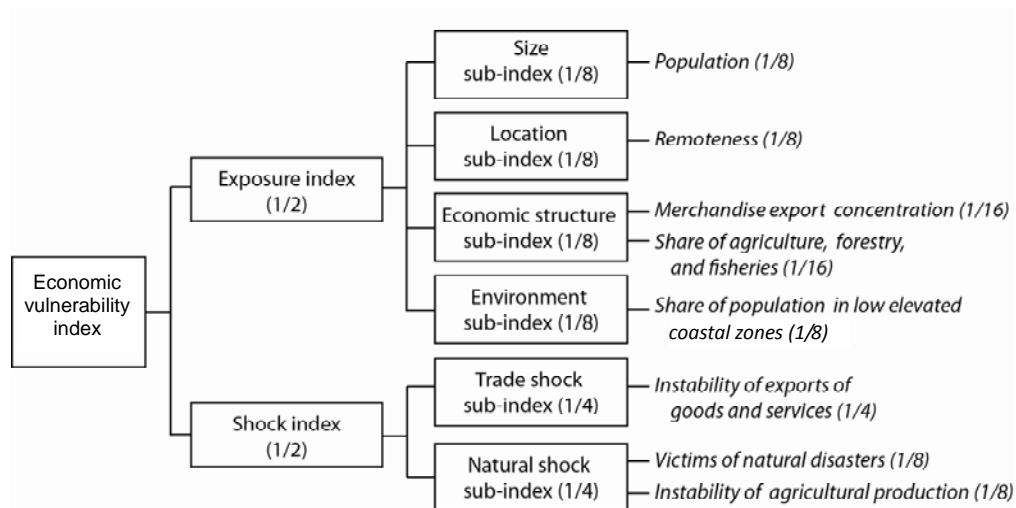 Economic
vulnerability
index
Exposure index
(1/2)
Shock index
(1/2)
Size
sub-index (1/8)
Location
sub-index (1/8)
Economic structure
sub-index (1/8)
Environment
sub-index (1/8)
Trade shock
sub-index (1/4)
Natural shock
sub-index (1/4)
Population (1/8)
Remoteness (1/8)
Merchandise export concentration (1/16)
Share of agriculture, forestry,
and fisheries (1/16)
Share of population in low elevated
coastal zones (1/8)
Instability of exports of
goods and services (1/4)
Victims of natural disasters (1/8)
Instability of agricultural production (1/8)